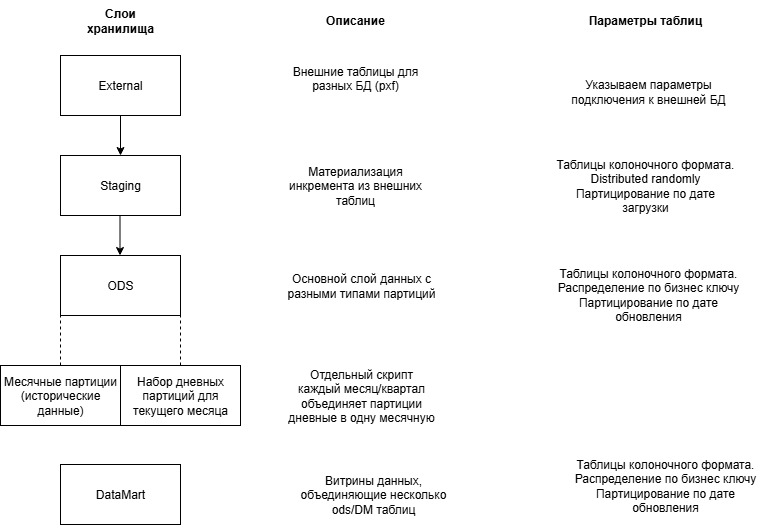 Слои
хранилища
Описание
Параметры таблиц
External
Внешние таблицы для
разных БД (pxf)
Указываем параметры
подключения к внешней БД
Staging
Материализация
инкремента из внешних
таблиц
Таблицы колоночного формата.
Distributed randomly
Партицирование по дате
загрузки
ODS
Основной слой данных с
разными типами партиций
Таблицы колоночного формата.
Распределение по бизнес ключу
Партицирование по дате
обновления
Месячные партиции
(исторические
данные)
Набор дневных
партиций для
текущего месяца
Отдельный скрипт
каждый месяц/квартал
объединяет партиции
дневные в одну месячную
DataMart
Витрины данных,
объединяющие несколько
ods/DM таблиц
Таблицы колоночного формата.
Распределение по бизнес ключу
Партицирование по дате
обновления